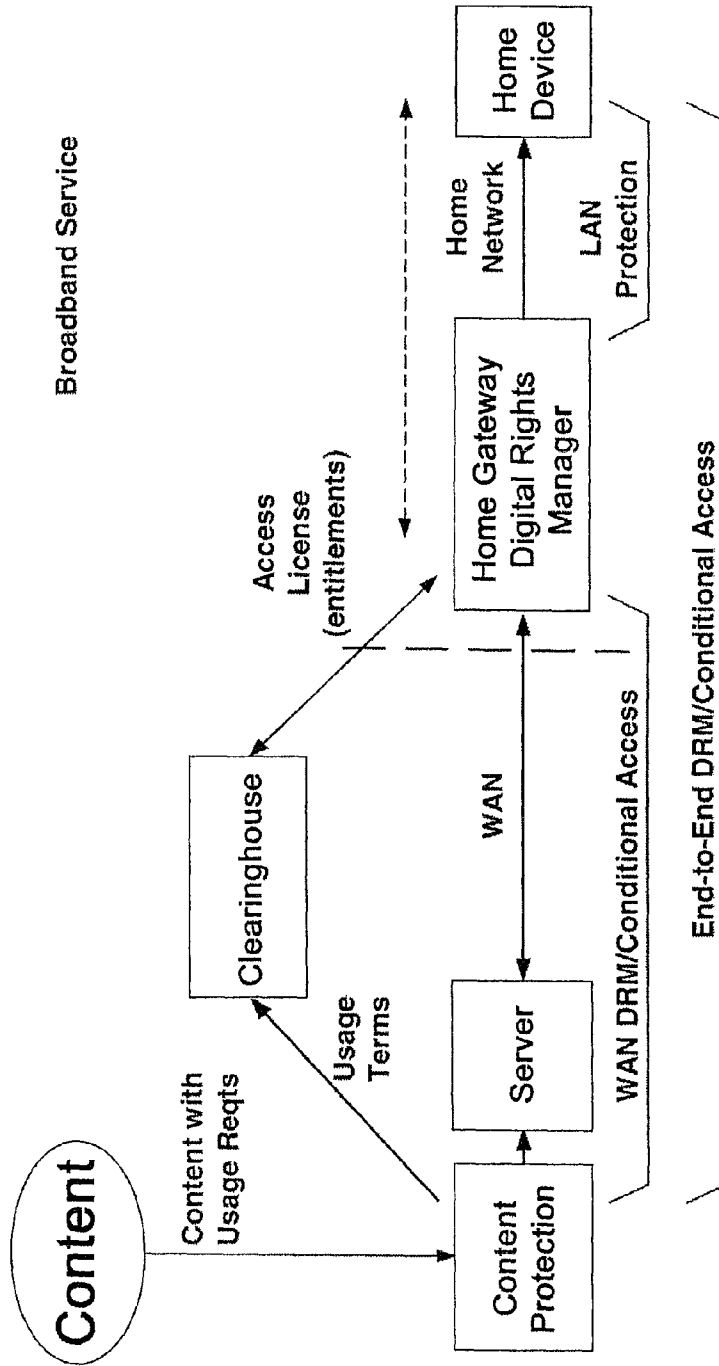 Broadband Service
Content
Content with
Usage Reqts
Usage
Terms
Clearinghouse
Access
License
(entitlements)
Content
Protection
Server
WAN
Home Gateway
Digital Rights
Manager
Home
Network
Home
Device
WAN DRM/Conditional Access
LAN
Protection
End-to-End DRM/Conditional Access